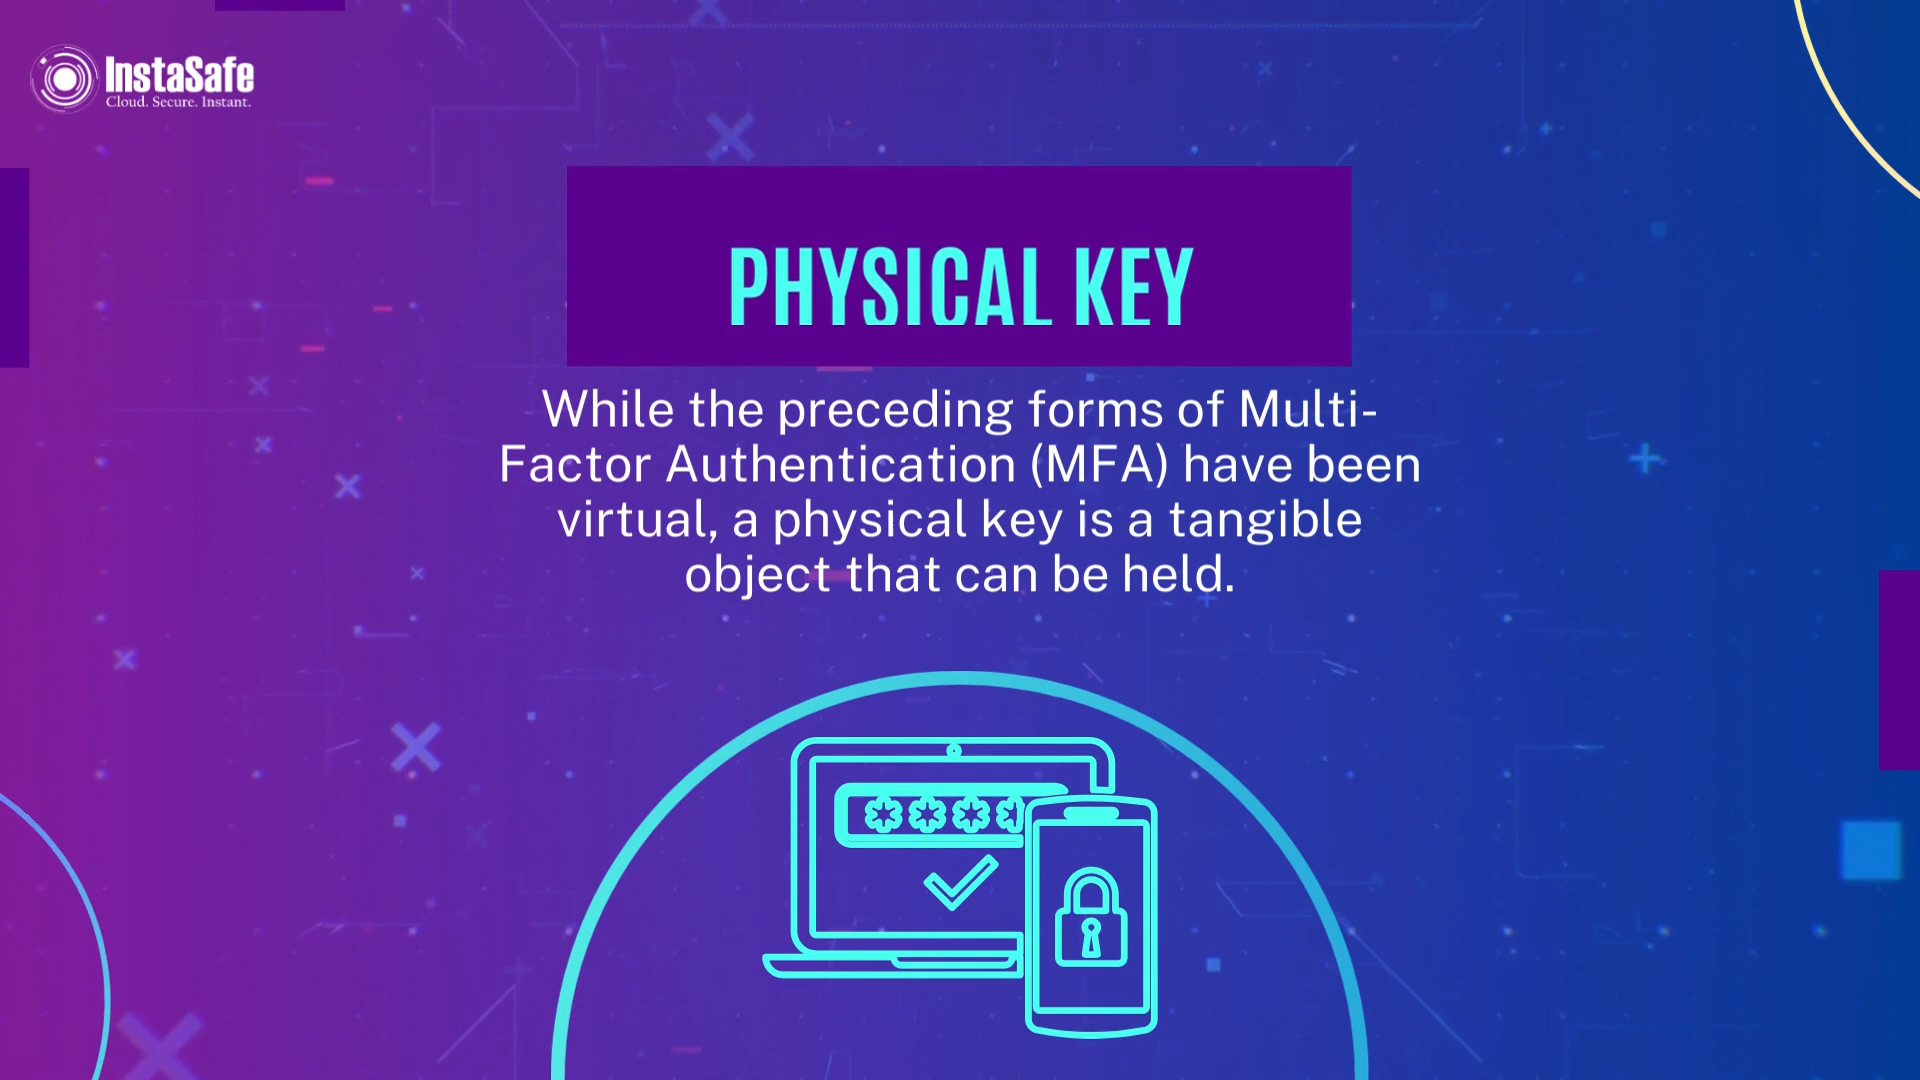 InstaSafe
Cloud. Secure. Instant.
PHYSICAL KEY
While the preceding forms of Multi-
Factor Authentication (MFA) have been
virtual, a physical key is a tangible
object that can be held.